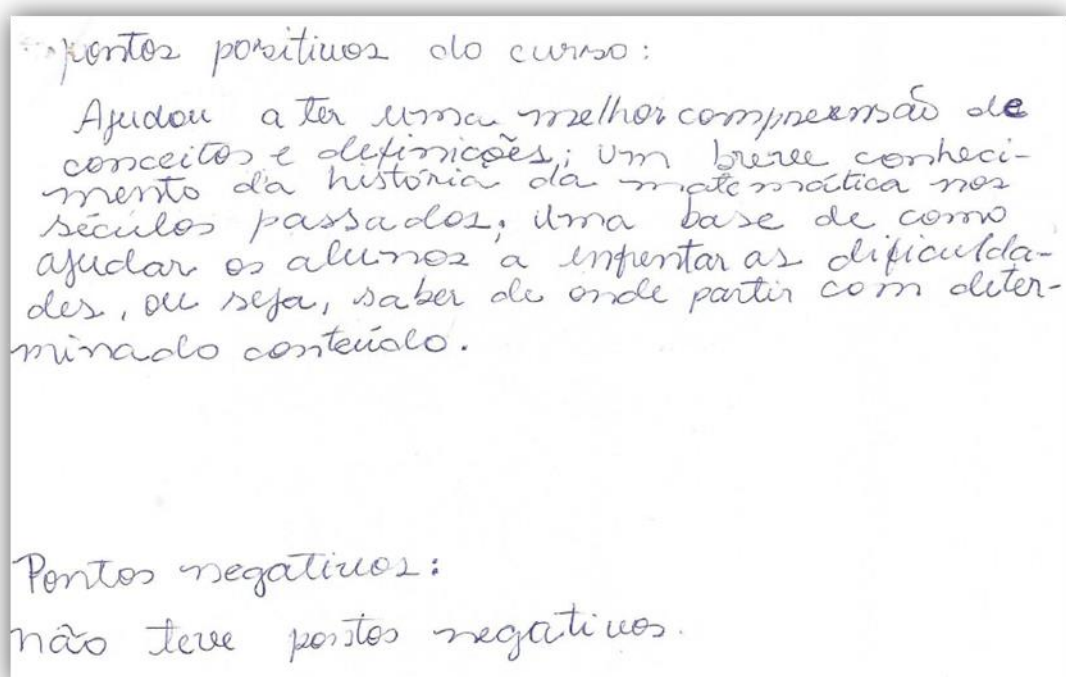 pontos positivos do curso:
Ajudou a ter uma melhor compreensão de
conceitos e definições; um breve conheci-
mento da história da matemática nos
séculos passados; uma base de como
ajudar os alunos a enfrentar as dificulda-
des, ou seja, saber de onde partir com deter-
minado conteúdo.
Pontos negativos:
não teve pontos negativos.